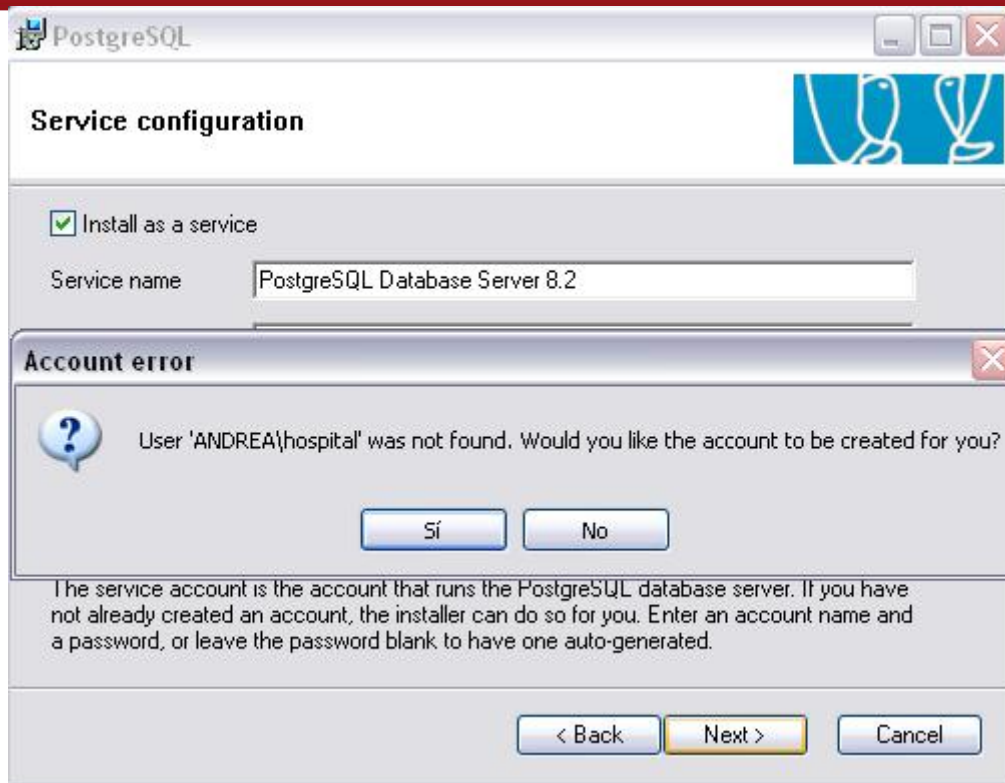 PostgreSQL
Service configuration
Install as a service
Service name
PostgreSQL Database Server 8.2
Account error
User 'ANDREA\hospital' was not found. Would you like the account to be created for you?
Sí
No
The service account is the account that runs the PostgreSQL database server. If you have
not already created an account, the installer can do so for you. Enter an account name and
a password, or leave the password blank to have one auto-generated.
< Back
Next >
Cancel